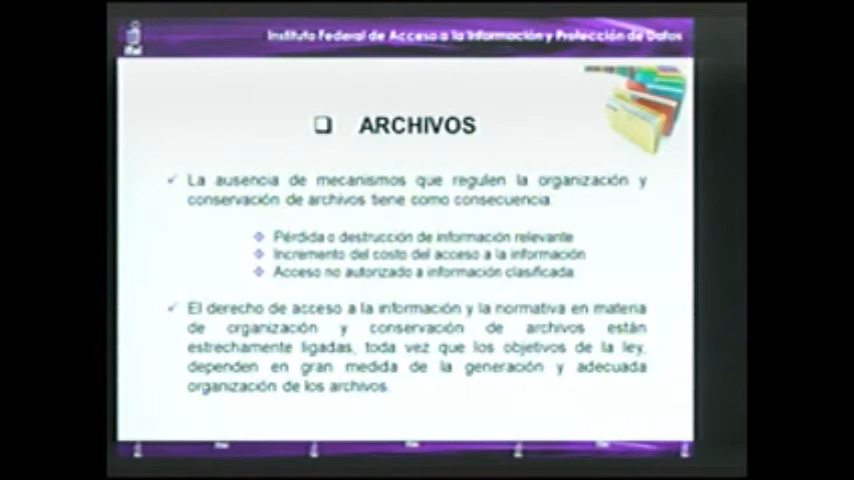 Instituto Federal de Acceso a la Información y Protección de Datos
ifai
❑ ARCHIVOS
✓ La ausencia de mecanismos que regulen la organización y
conservación de archivos tiene como consecuencia
❖ Pérdida o destrucción de información relevante
❖ Incremento del costo del acceso a la información
❖ Acceso no autorizado a información clasificada
✓ El derecho de acceso a la información y la normativa en materia
de organización y conservación de archivos están
estrechamente ligadas, toda vez que los objetivos de la ley,
dependen en gran medida de la generación y adecuada
organización de los archivos.